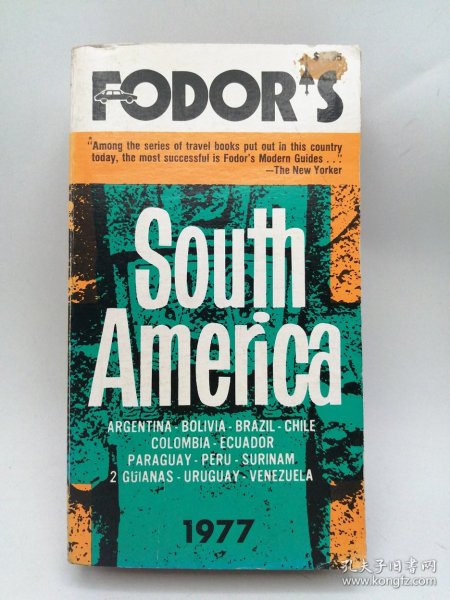 FODOR'S
"Among the series of travel books put out in this country
today, the most successful is Fodor's Modern Guides . . ."
—The New Yorker
South
America
ARGENTINA - BOLIVIA - BRAZIL - CHILE
COLOMBIA - ECUADOR
PARAGUAY - PERU - SURINAM
2 GUIANAS - URUGUAY - VENEZUELA
1977
孔夫子旧书网
www.kongfz.com